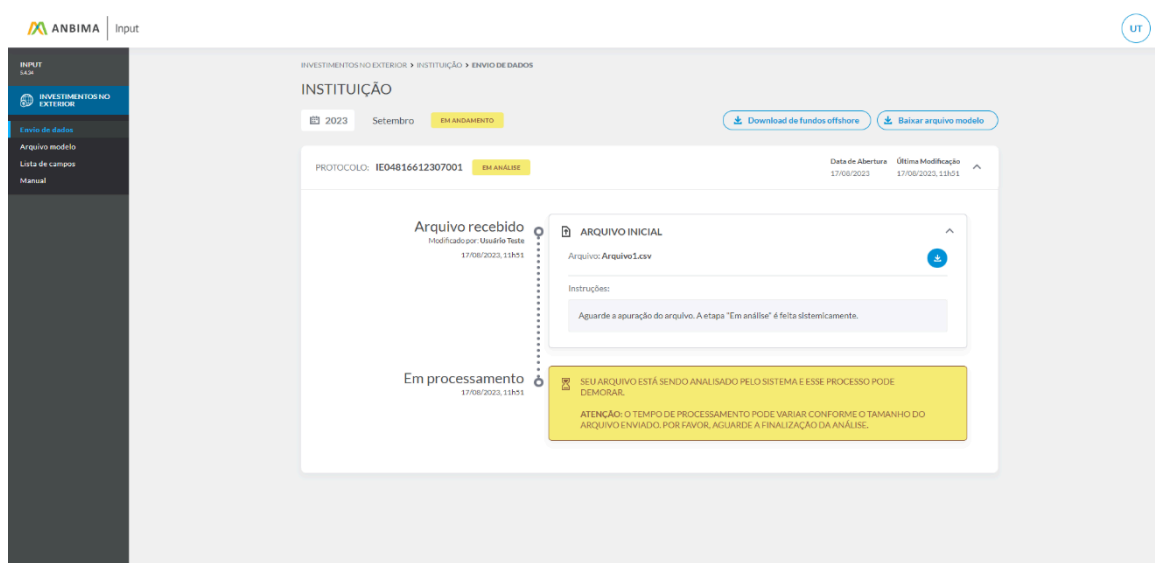 ANBIMA Input
UT
INPUT
5.4.34
INVESTIMENTOS NO
EXTERIOR
Envio de dados
Arquivo modelo
Lista de campos
Manual
INVESTIMENTOS NO EXTERIOR > INSTITUIÇÃO > ENVIO DE DADOS
INSTITUIÇÃO
2023 Setembro EM ANDAMENTO Download de fundos offshore Baixar arquivo modelo
PROTOCOLO: IE04816612307001 EM ANÁLISE
Data de Abertura Última Modificação
17/08/2023 17/08/2023, 11h51
Arquivo recebido
Modificado por: Usuário Teste
17/08/2023, 11h51
ARQUIVO INICIAL
Arquivo: Arquivo1.csv
Instruções:
Aguarde a apuração do arquivo. A etapa "Em análise" é feita sistemicamente.
Em processamento
17/08/2023, 11h51
SEU ARQUIVO ESTÁ SENDO ANALISADO PELO SISTEMA E ESSE PROCESSO PODE
DEMORAR.
ATENÇÃO: O TEMPO DE PROCESSAMENTO PODE VARIAR CONFORME O TAMANHO DO
ARQUIVO ENVIADO. POR FAVOR, AGUARDE A FINALIZAÇÃO DA ANÁLISE.